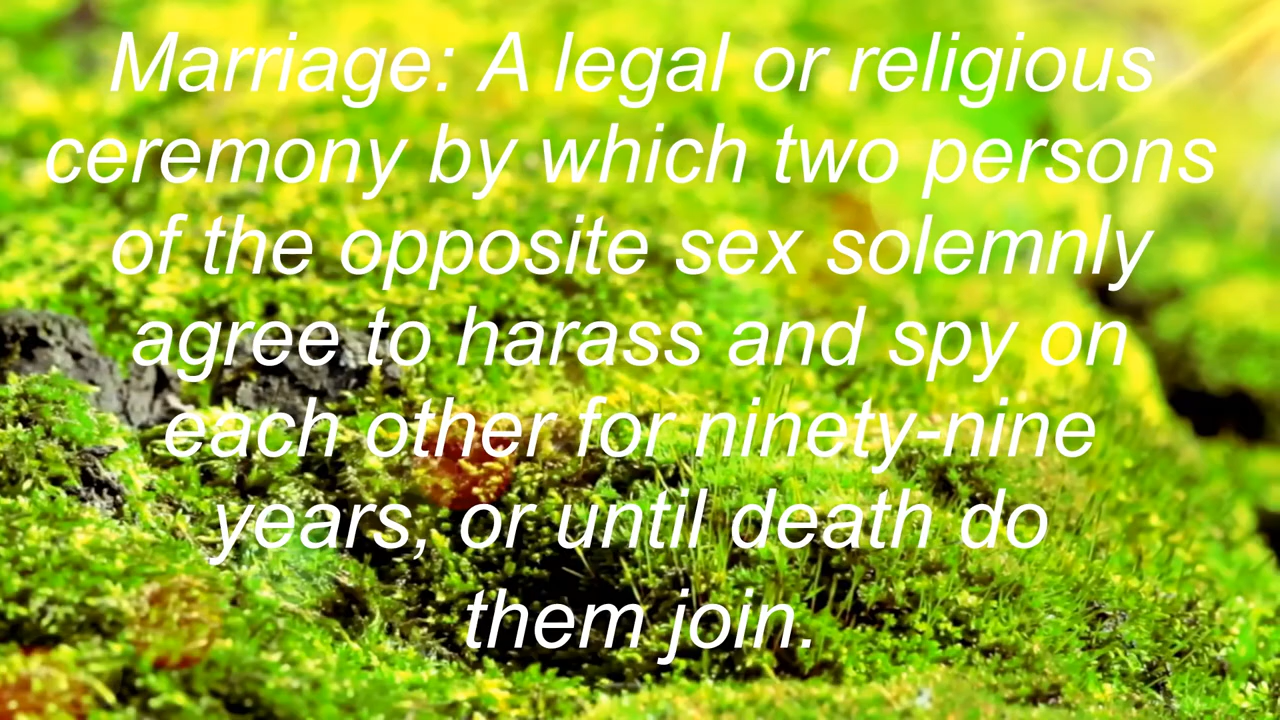 Marriage: A legal or religious
ceremony by which two persons
of the opposite sex solemnly
agree to harass and spy on
each other for ninety-nine
years, or until death do
them join.